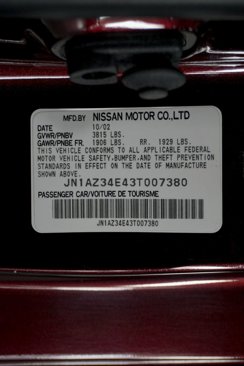 MFD.BY NISSAN MOTOR CO.,LTD
DATE 10/02
GVWR/PNBV 3815 LBS.
GAWR/PNBE FR. 1906 LBS. RR. 1929 LBS.
THIS VEHICLE CONFORMS TO ALL APPLICABLE FEDERAL
MOTOR VEHICLE SAFETY,BUMPER,AND THEFT PREVENTION
STANDARDS IN EFFECT ON THE DATE OF MANUFACTURE
SHOWN ABOVE.
JN1AZ34E43T007380
PASSENGER CAR/VOITURE DE TOURISME
JN1AZ34E43T007380